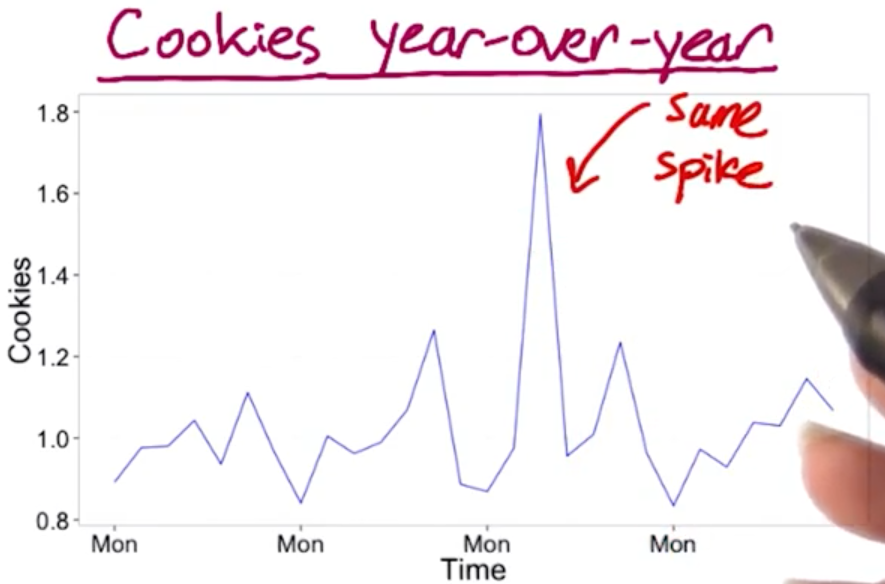 Cookies year-over-year
same
spike
1.8
1.6
1.4
1.2
1.0
0.8
Cookies
Mon Mon Mon Mon
Time